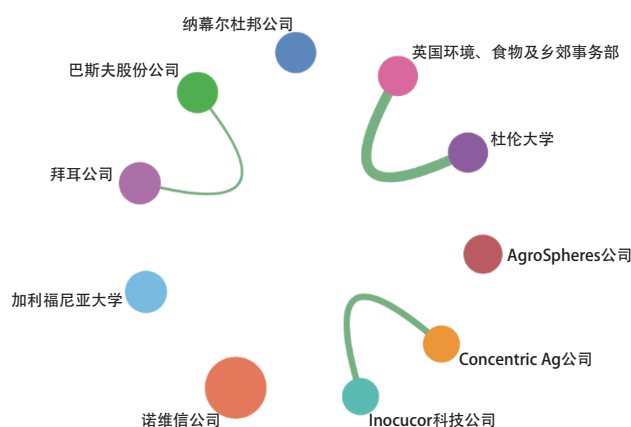 纳幕尔杜邦公司
英国环境、食物及乡郊事务部
巴斯夫股份公司
杜伦大学
拜耳公司
AgroSpheres公司
加利福尼亚大学
Concentric Ag公司
诺维信公司
Inocucor科技公司